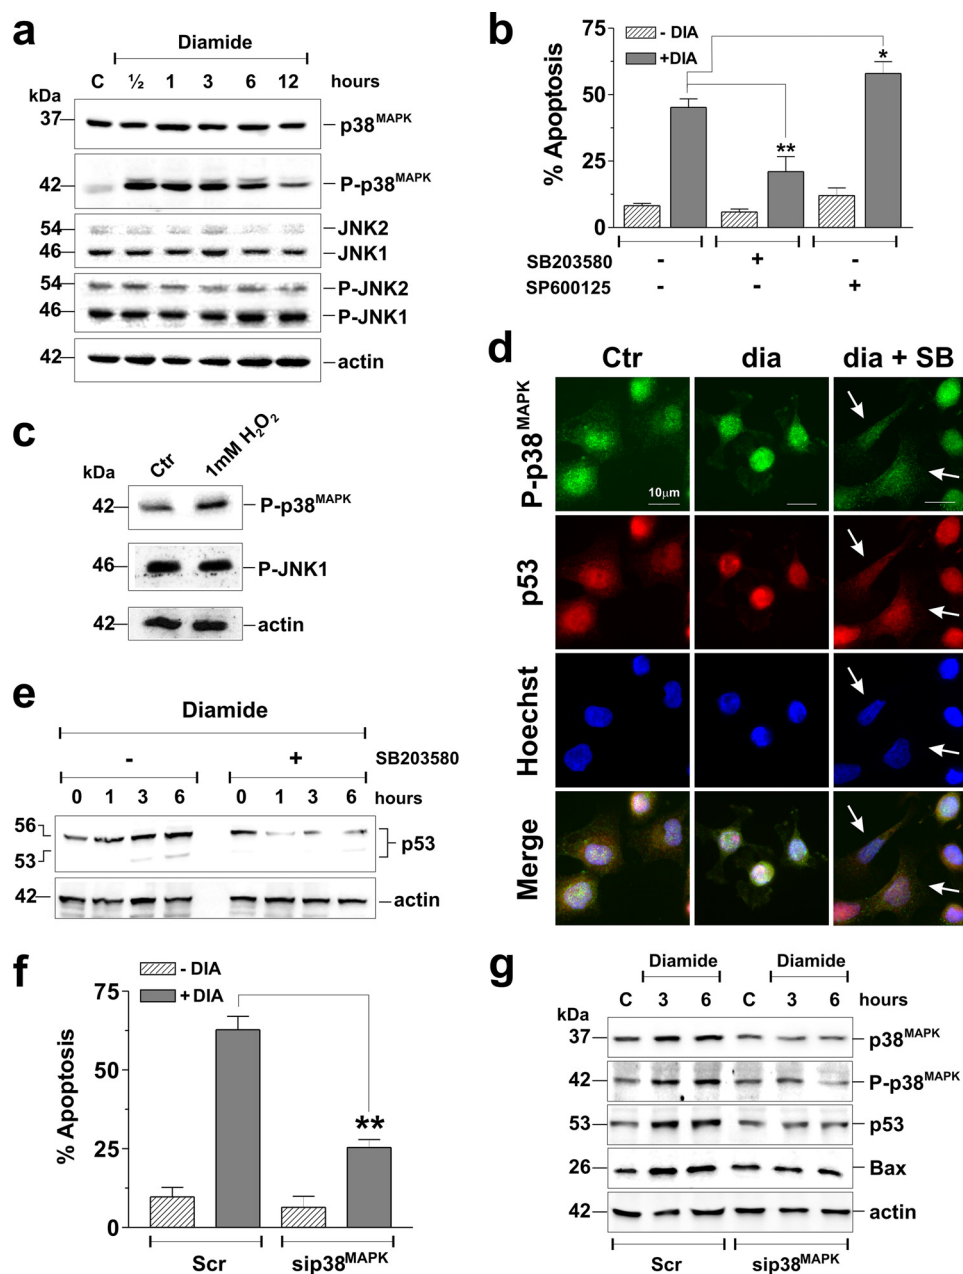 a
Diamide
C ½ 1 3 6 12 hours
kDa
37 p38MAPK
42 P-p38MAPK
54 JNK2
46 JNK1
54 P-JNK2
46 P-JNK1
42 actin
b
- DIA
+DIA
% Apoptosis
75
50
25
0
*
**
SB203580 - + -
SP600125 - - +
c
Ctr 1mM H2O2
kDa
42 P-p38MAPK
46 P-JNK1
42 actin
d
Ctr dia dia + SB
P-p38MAPK
10µm
p53
Hoechst
Merge
e
Diamide
- + SB203580
0 1 3 6 0 1 3 6 hours
56
53
p53
42 actin
f
- DIA
+ DIA
% Apoptosis
75
50
25
0
**
Scr sip38MAPK
g
Diamide Diamide
C 3 6 C 3 6 hours
kDa
37 p38MAPK
42 P-p38MAPK
53 p53
26 Bax
42 actin
Scr sip38MAPK